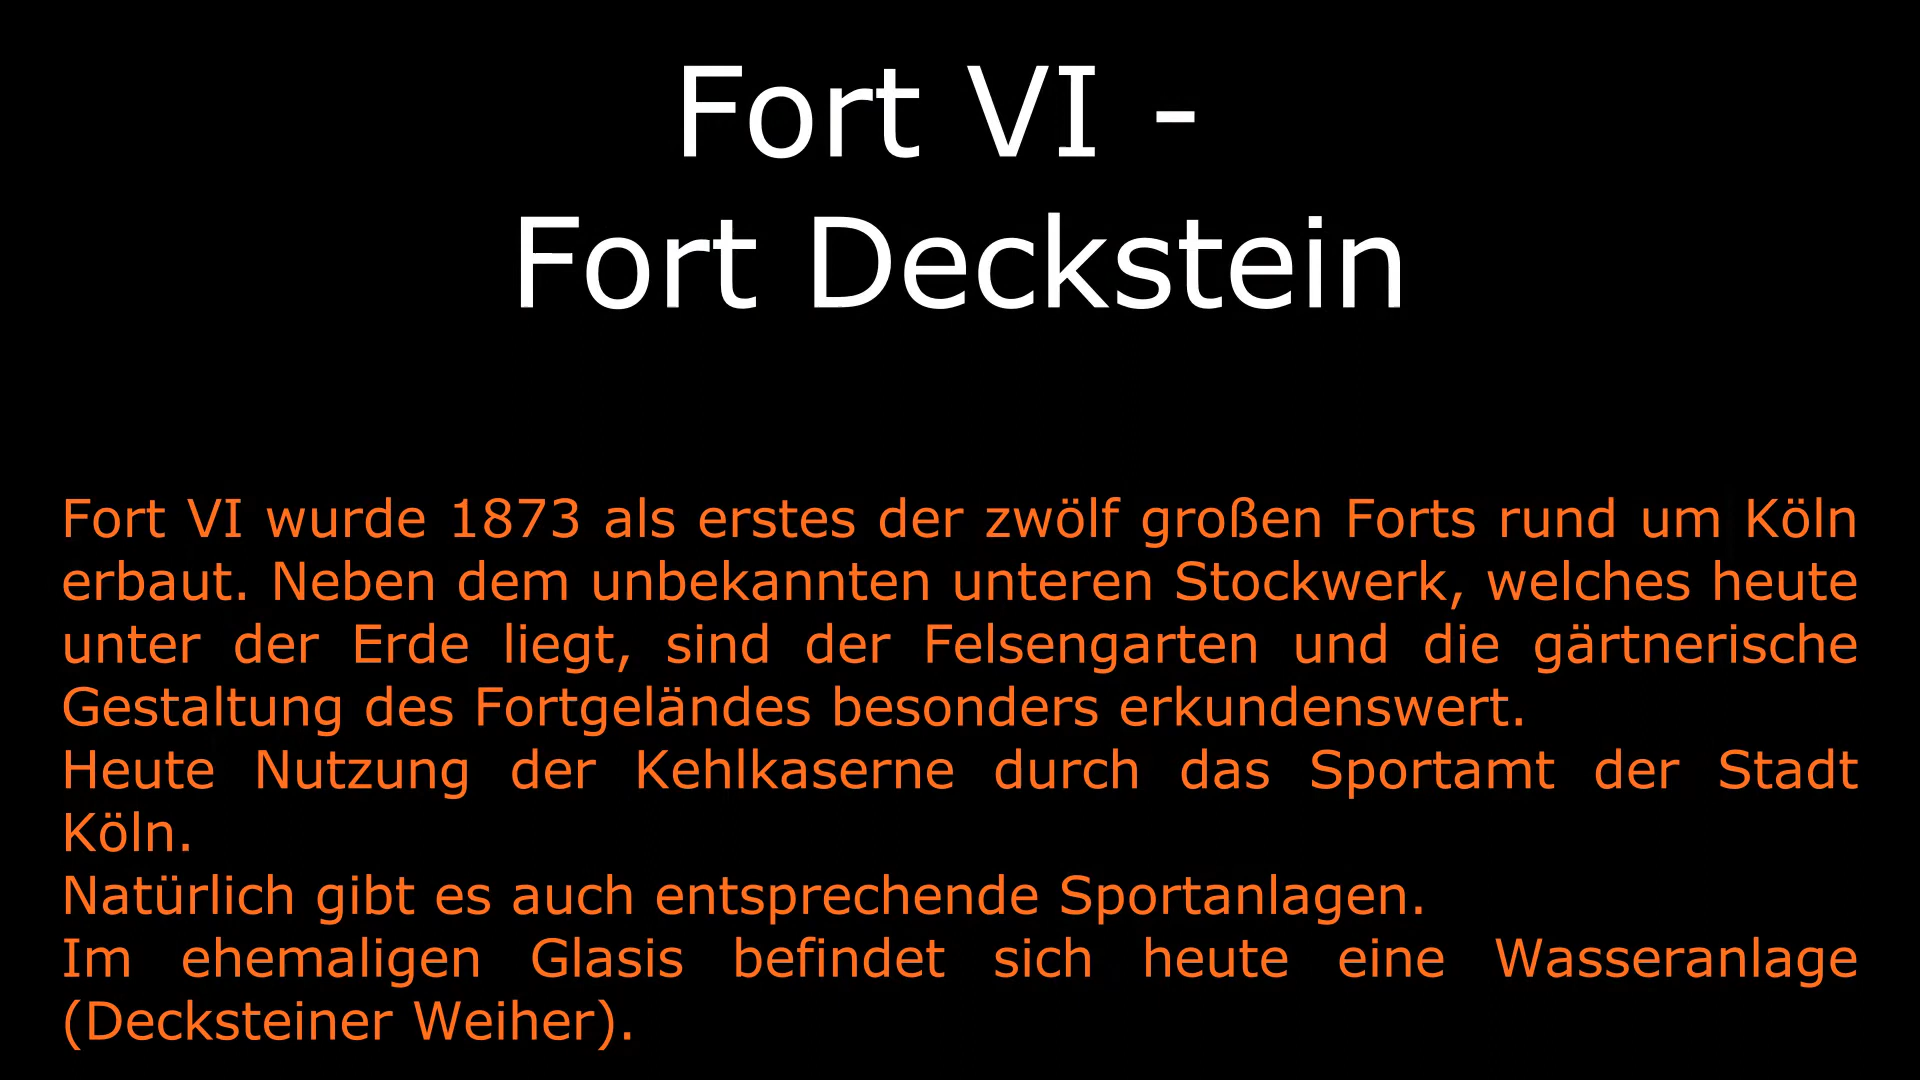 Fort VI -
Fort Deckstein
Fort VI wurde 1873 als erstes der zwölf großen Forts rund um Köln
erbaut. Neben dem unbekannten unteren Stockwerk, welches heute
unter der Erde liegt, sind der Felsengarten und die gärtnerische
Gestaltung des Fortgeländes besonders erkundenswert.
Heute Nutzung der Kehlkaserne durch das Sportamt der Stadt
Köln.
Natürlich gibt es auch entsprechende Sportanlagen.
Im ehemaligen Glasis befindet sich heute eine Wasseranlage
(Decksteiner Weiher).